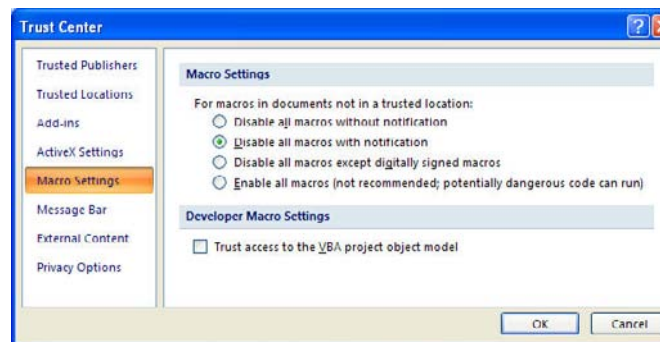 Trust Center
Trusted Publishers
Trusted Locations
Add-ins
ActiveX Settings
Macro Settings
Message Bar
External Content
Privacy Options
Macro Settings
For macros in documents not in a trusted location:
Disable all macros without notification
Disable all macros with notification
Disable all macros except digitally signed macros
Enable all macros (not recommended; potentially dangerous code can run)
Developer Macro Settings
Trust access to the VBA project object model
OK
Cancel